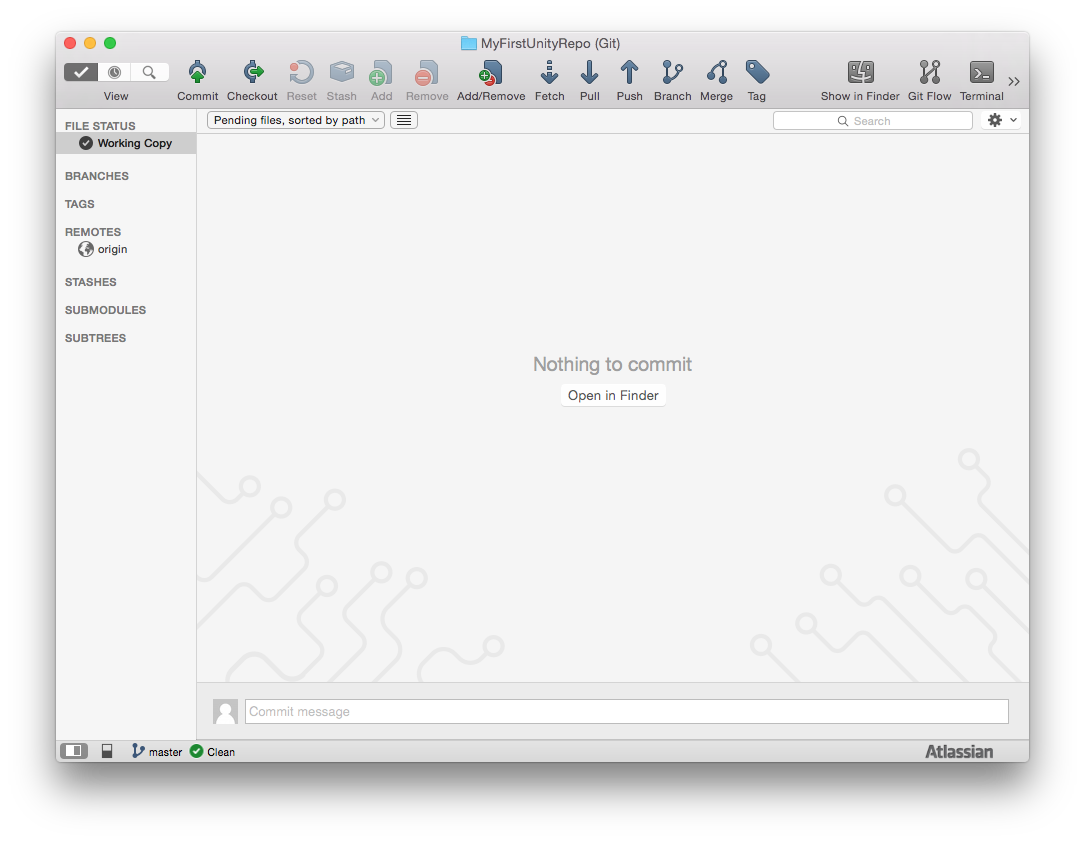 MyFirstUnityRepo (Git)
View Commit Checkout Reset Stash Add Remove Add/Remove Fetch Pull Push Branch Merge Tag Show in Finder Git Flow Terminal
FILE STATUS
Working Copy
BRANCHES
TAGS
REMOTES
origin
STASHES
SUBMODULES
SUBTREES
Pending files, sorted by path
Search
Nothing to commit
Open in Finder
Commit message
master Clean
Atlassian